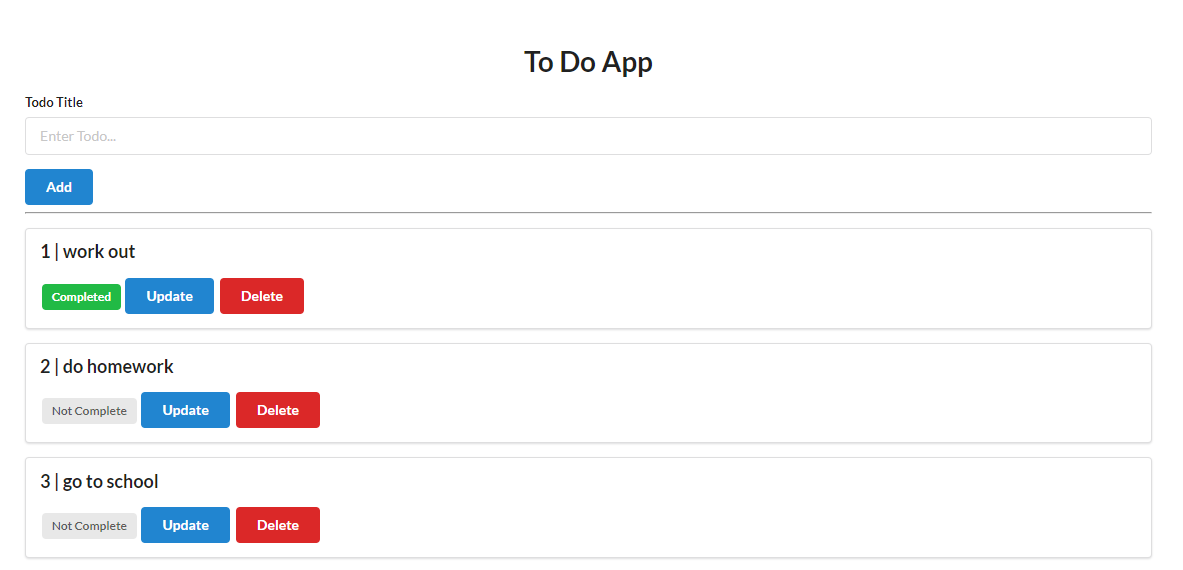 To Do App
Todo Title
Enter Todo...
Add
1 | work out
Completed Update Delete
2 | do homework
Not Complete Update Delete
3 | go to school
Not Complete Update Delete